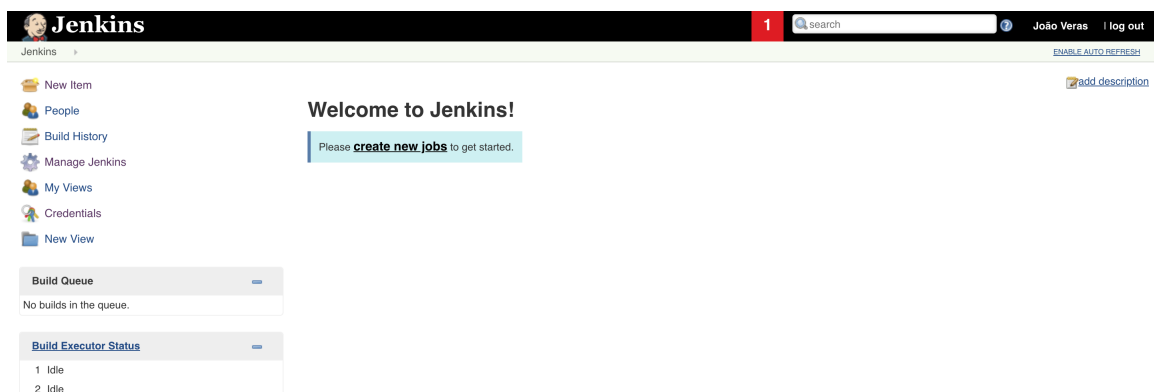 Jenkins
1
search
João Veras
| log out
Jenkins
ENABLE AUTO REFRESH
New Item
People
Build History
Manage Jenkins
My Views
Credentials
New View
Build Queue
No builds in the queue.
Build Executor Status
1 Idle
2 Idle
add description
Welcome to Jenkins!
Please create new jobs to get started.